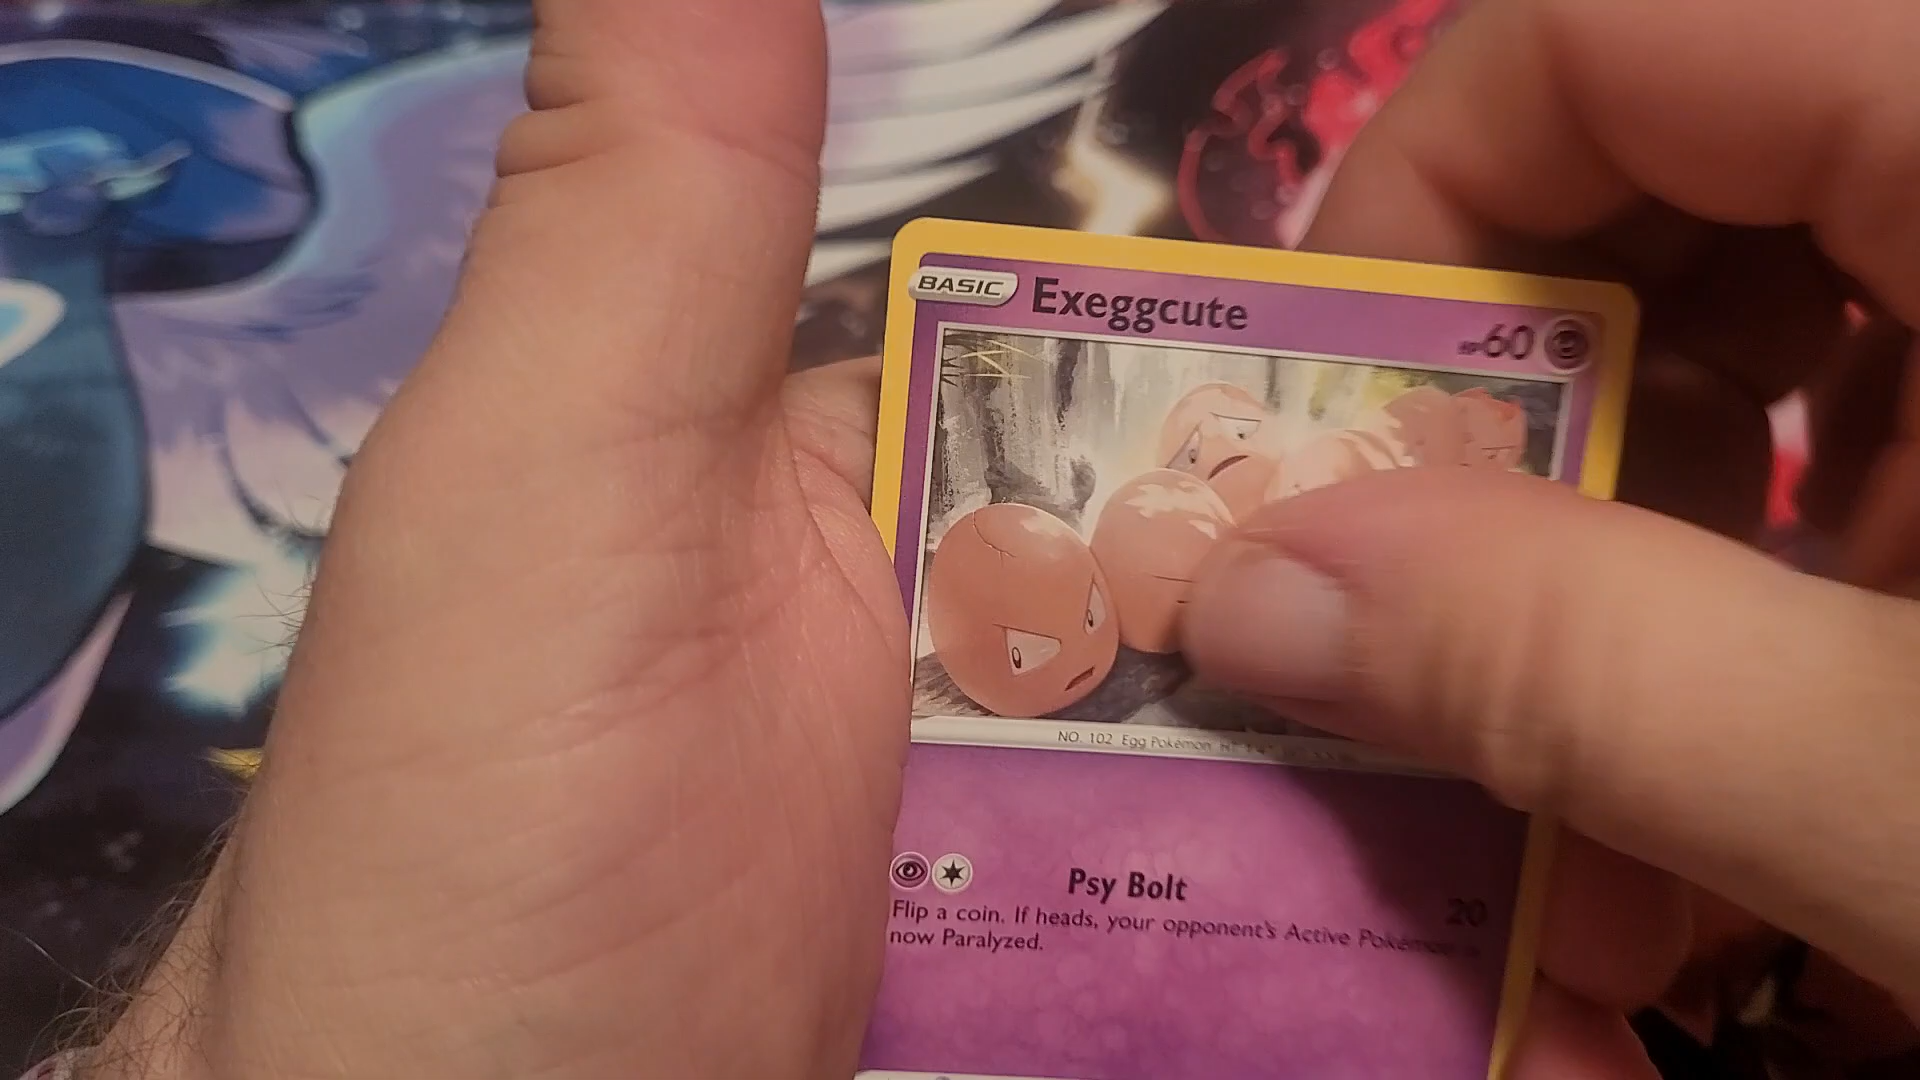 BASIC Exeggcute HP60
NO. 102 Egg Pokémon
Psy Bolt 20
Flip a coin. If heads, your opponent's Active Pokémon
now Paralyzed.